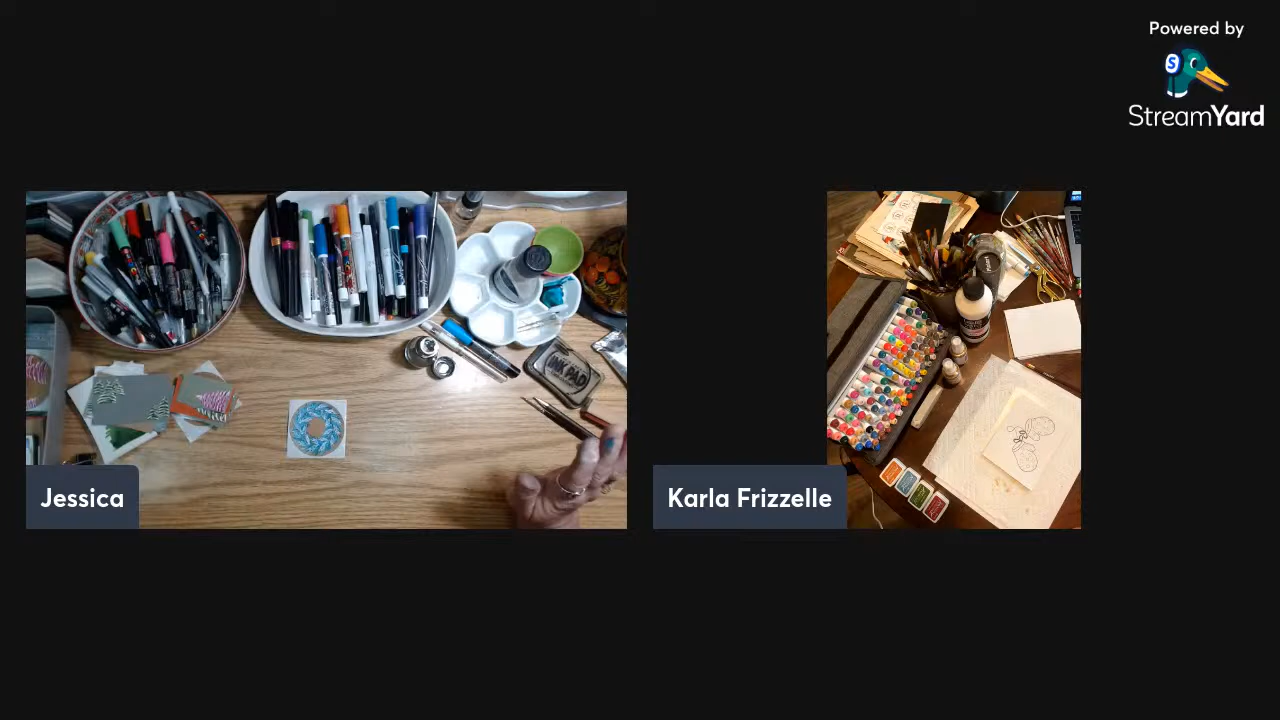 Powered by
S
StreamYard
INK PAD
Jessica
Karla Frizzelle